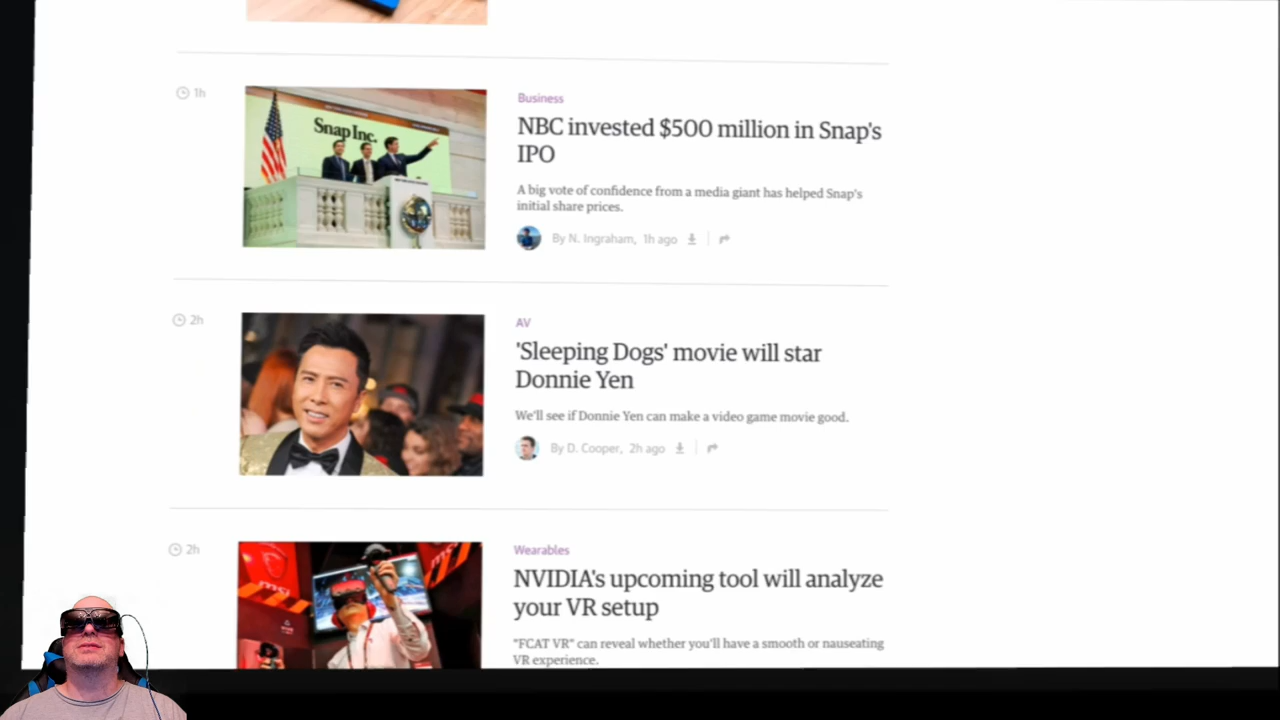 1h
Snap Inc.
Business
NBC invested $500 million in Snap's
IPO
A big vote of confidence from a media giant has helped Snap's
initial share prices.
By N. Ingraham, 1h ago
2h
AV
'Sleeping Dogs' movie will star
Donnie Yen
We'll see if Donnie Yen can make a video game movie good.
By D. Cooper, 2h ago
2h
msi
msi
Wearables
NVIDIA's upcoming tool will analyze
your VR setup
"FCAT VR" can reveal whether you'll have a smooth or nauseating
VR experience.